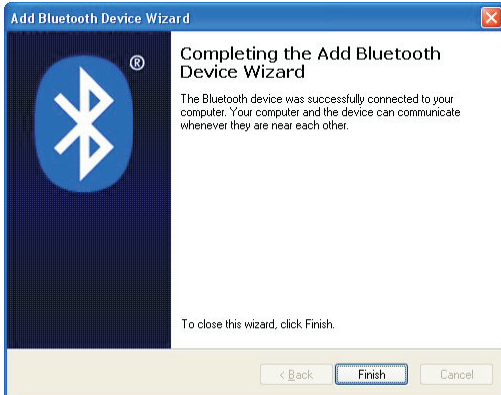 Add Bluetooth Device Wizard
®
Completing the Add Bluetooth
Device Wizard
The Bluetooth device was successfully connected to your
computer. Your computer and the device can communicate
whenever they are near each other.
To close this wizard, click Finish.
< Back
Finish
Cancel